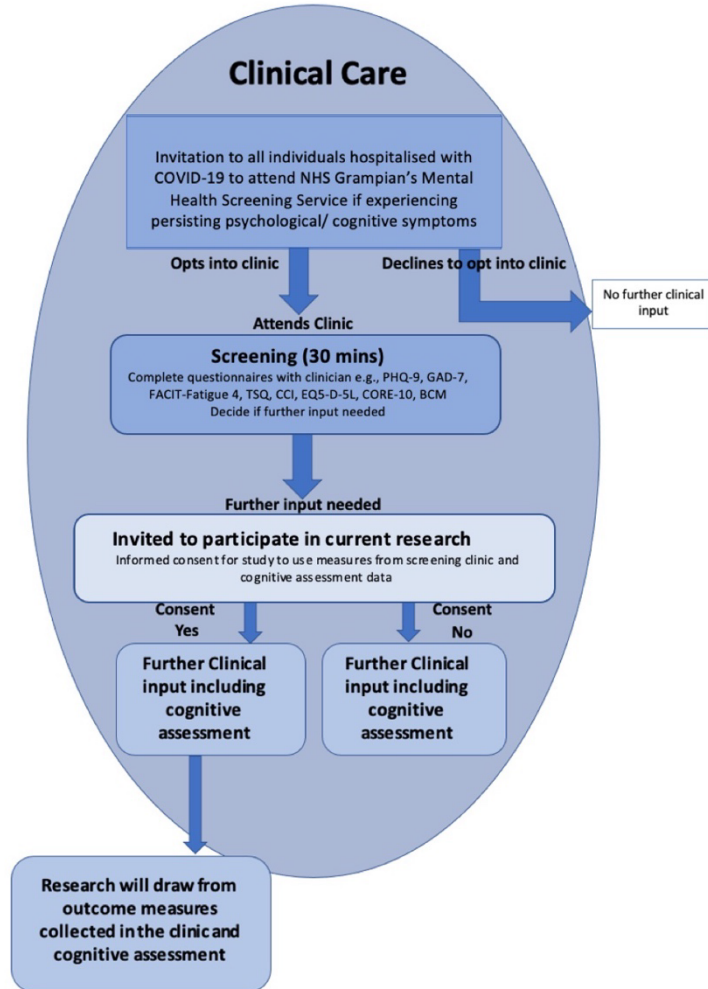 Clinical Care
Invitation to all individuals hospitalised with
COVID-19 to attend NHS Grampian’s Mental
Health Screening Service if experiencing
persisting psychological/ cognitive symptoms
Opts into clinic
Declines to opt into clinic
No further clinical
input
Attends Clinic
Screening (30 mins)
Complete questionnaires with clinician e.g., PHQ-9, GAD-7,
FACIT-Fatigue 4, TSQ, CCI, EQ5-D-5L, CORE-10, BCM
Decide if further input needed
Further input needed
Invited to participate in current research
Informed consent for study to use measures from screening clinic and
cognitive assessment data
Consent
Yes
Consent
No
Further Clinical
input including
cognitive
assessment
Further Clinical
input including
cognitive
assessment
Research will draw from
outcome measures
collected in the clinic and
cognitive assessment